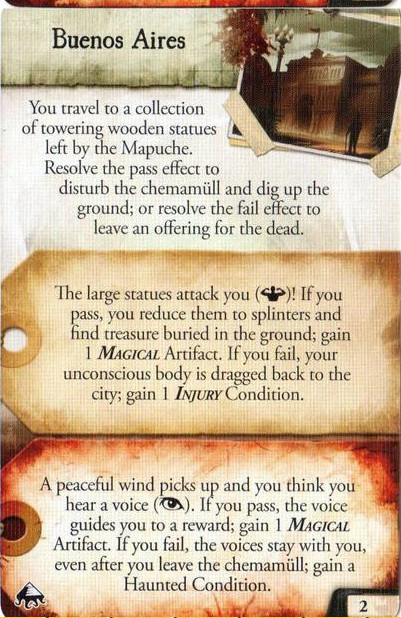 Buenos Aires
You travel to a collection
of towering wooden statues
left by the Mapuche.
Resolve the pass effect to
disturb the chemamüll and dig up the
ground; or resolve the fail effect to
leave an offering for the dead.
The large statues attack you ( )! If you
pass, you reduce them to splinters and
find treasure buried in the ground; gain
1 MAGICAL Artifact. If you fail, your
unconscious body is dragged back to the
city; gain 1 INJURY Condition.
A peaceful wind picks up and you think you
hear a voice ( ). If you pass, the voice
guides you to a reward; gain 1 MAGICAL
Artifact. If you fail, the voices stay with you,
even after you leave the chemamüll; gain a
Haunted Condition.
2